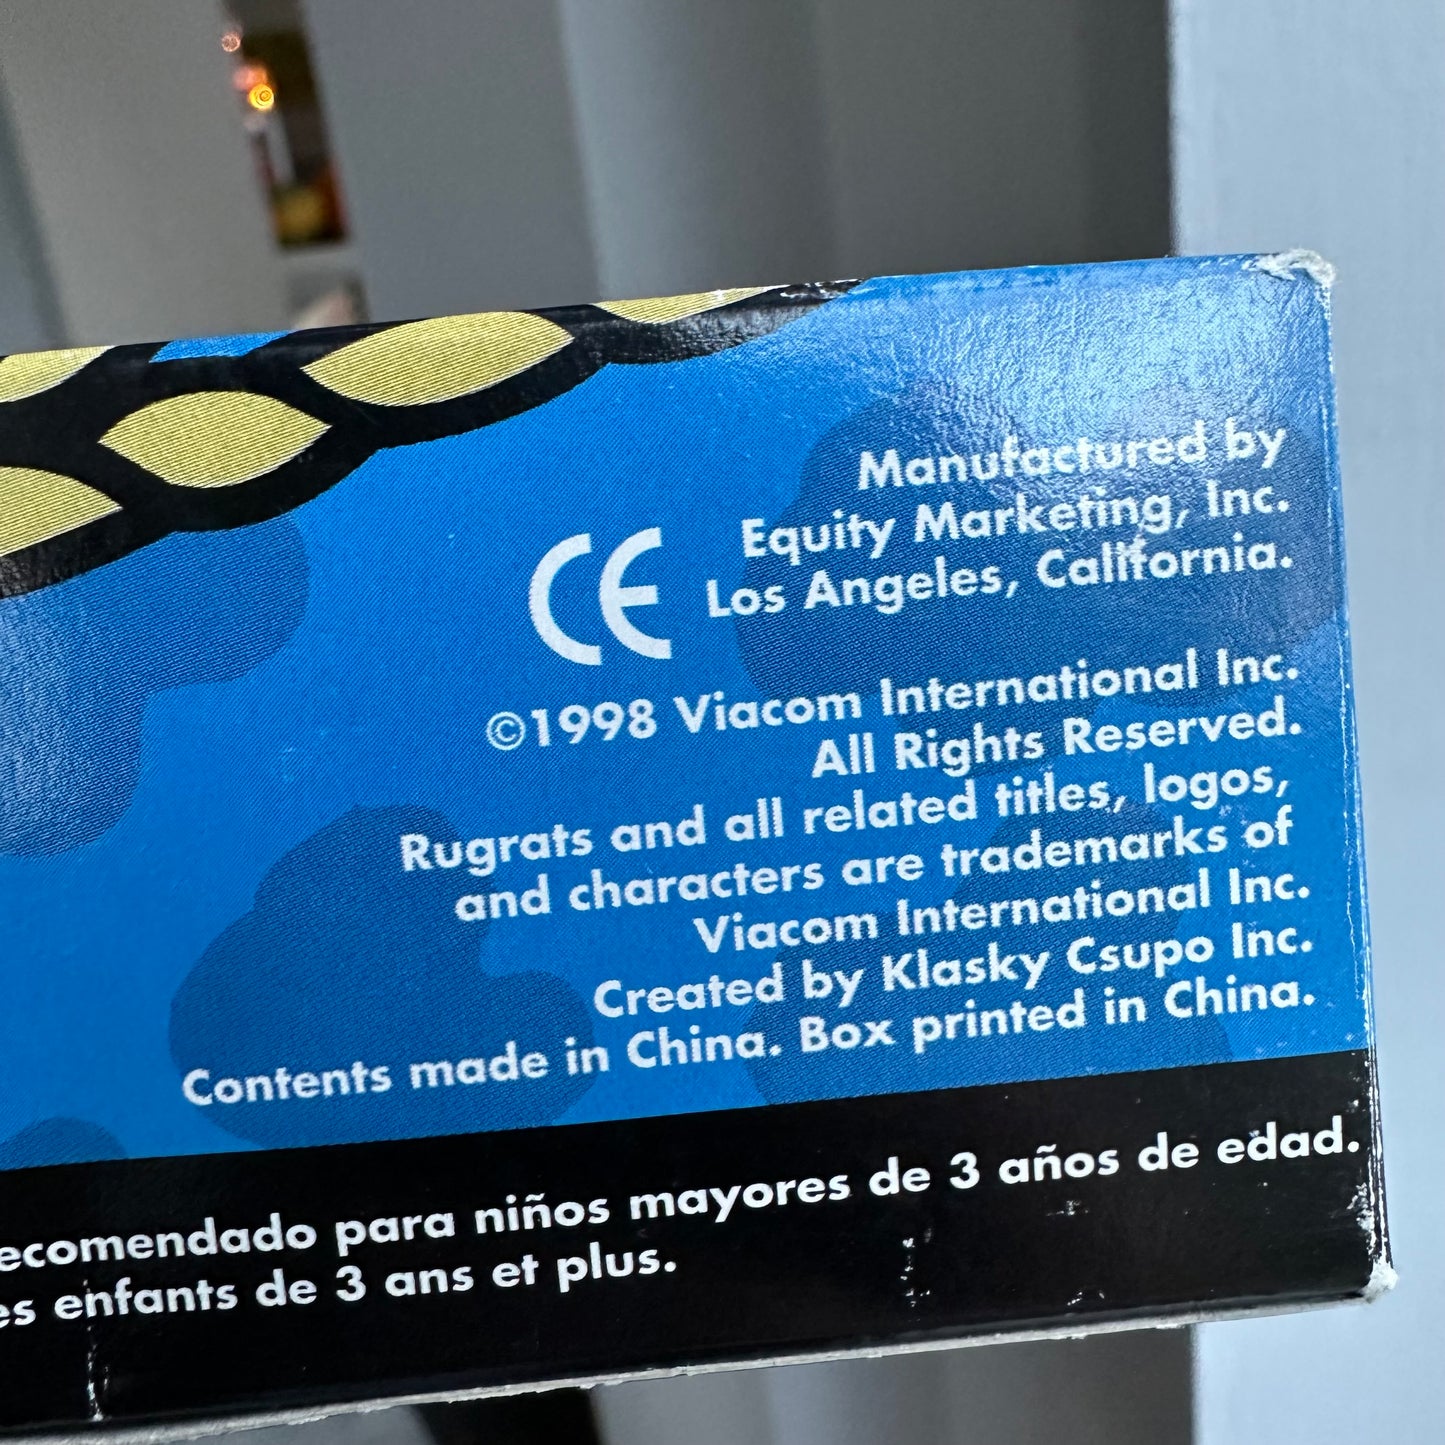 Manufactured by
Equity Marketing, Inc.
CE Los Angeles, California.
©1998 Viacom International Inc.
All Rights Reserved.
Rugrats and all related titles, logos,
and characters are trademarks of
Viacom International Inc.
Created by Klasky Csupo Inc.
Contents made in China. Box printed in China.
ecomendado para niños mayores de 3 años de edad.
es enfants de 3 ans et plus.